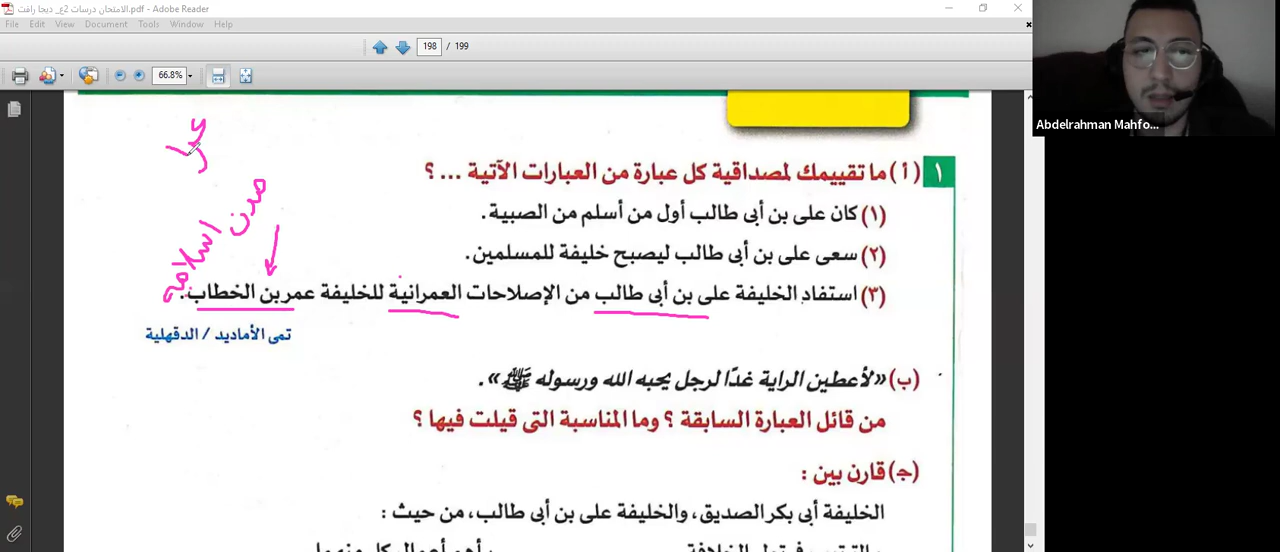 الامتحان درسات 2ع_ ديجا رافت.pdf - Adobe Reader
File Edit View Document Tools Window Help
198 / 199
66.8%
Abdelrahman Mahfo...
مدن اسلامه
١ (أ) ما تقييمك لمصداقية كل عبارة من العبارات الآتية ... ؟
(١) كان على بن أبى طالب أول من أسلم من الصبية.
(٢) سعى على بن أبى طالب ليصبح خليفة للمسلمين.
(٣) استفاد الخليفة على بن أبى طالب من الإصلاحات العمرانية للخليفة عمر بن الخطاب.
تمى الأماديد / الدقهلية
(ب) «لأعطين الراية غدًا لرجل يحبه الله ورسوله ﷺ».
من قائل العبارة السابقة ؟ وما المناسبة التى قيلت فيها ؟
(جـ) قارن بين :
الخليفة أبى بكر الصديق، والخليفة على بن أبى طالب، من حيث :